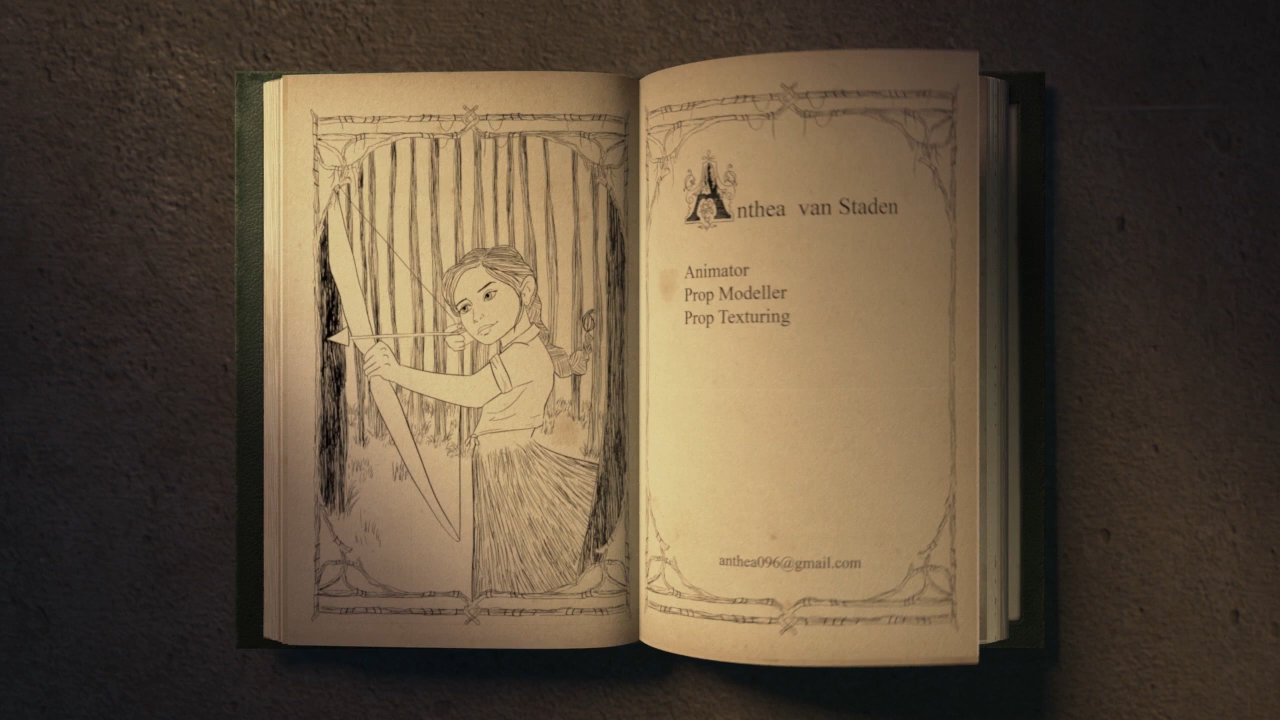 Anthea van Staden
Animator
Prop Modeller
Prop Texturing
anthea096@gmail.com